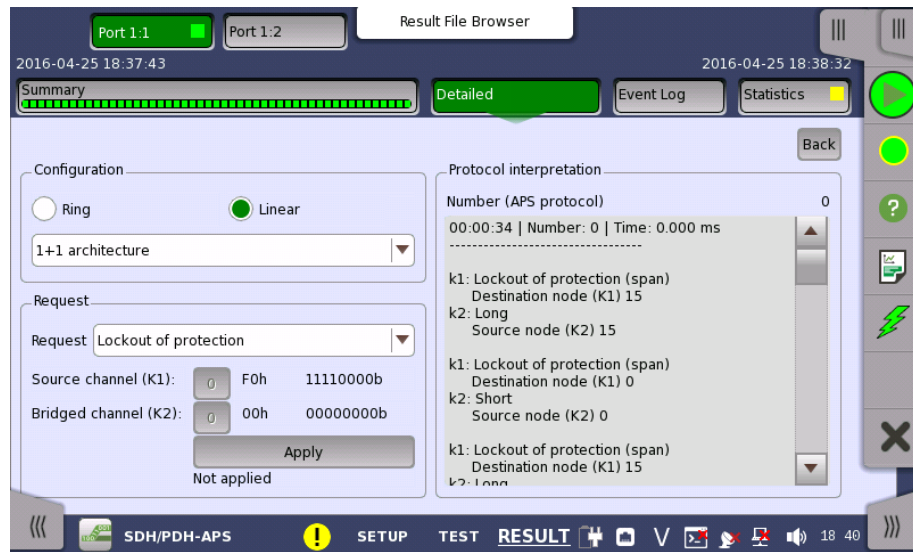 Result File Browser
Port 1:1
Port 1:2
2016-04-25 18:37:43
2016-04-25 18:38:32
Summary
Detailed
Event Log
Statistics
Back
Configuration
Ring
Linear
1+1 architecture
Request
Request
Lockout of protection
Source channel (K1): 0 F0h 11110000b
Bridged channel (K2): 0 00h 00000000b
Apply
Not applied
Protocol interpretation
Number (APS protocol) 0
00:00:34 | Number: 0 | Time: 0.000 ms
----------------------------------
k1: Lockout of protection (span)
Destination node (K1) 15
k2: Long
Source node (K2) 15
k1: Lockout of protection (span)
Destination node (K1) 0
k2: Short
Source node (K2) 0
k1: Lockout of protection (span)
Destination node (K1) 15
k2: Long
SDH/PDH-APS
SETUP
TEST
RESULT
V
18 40